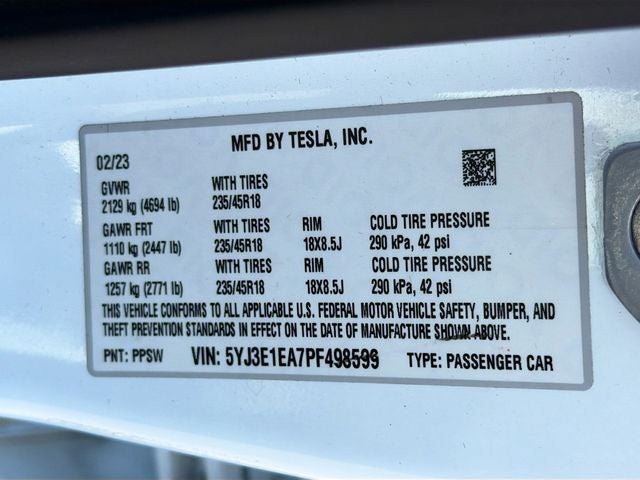 MFD BY TESLA, INC.
02/23
GVWR WITH TIRES
2129 kg (4694 lb) 235/45R18
GAWR FRT WITH TIRES RIM COLD TIRE PRESSURE
1110 kg (2447 lb) 235/45R18 18X8.5J 290 kPa, 42 psi
GAWR RR WITH TIRES RIM COLD TIRE PRESSURE
1257 kg (2771 lb) 235/45R18 18X8.5J 290 kPa, 42 psi
THIS VEHICLE CONFORMS TO ALL APPLICABLE U.S. FEDERAL MOTOR VEHICLE SAFETY, BUMPER, AND
THEFT PREVENTION STANDARDS IN EFFECT ON THE DATE OF MANUFACTURE SHOWN ABOVE.
PNT: PPSW VIN: 5YJ3E1EA7PF498599 TYPE: PASSENGER CAR